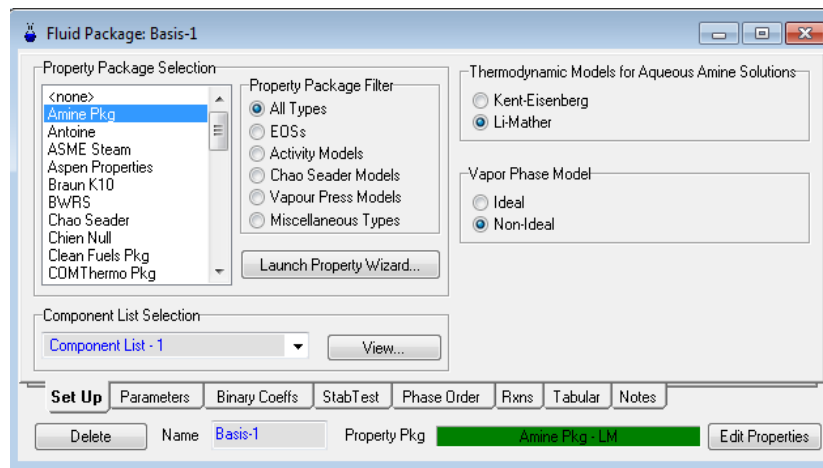 Fluid Package: Basis-1
Property Package Selection
<none>
Amine Pkg
Antoine
ASME Steam
Aspen Properties
Braun K10
BWRS
Chao Seader
Chien Null
Clean Fuels Pkg
COMThermo Pkg
Property Package Filter
All Types
EOSs
Activity Models
Chao Seader Models
Vapour Press Models
Miscellaneous Types
Launch Property Wizard...
Thermodynamic Models for Aqueous Amine Solutions
Kent-Eisenberg
Li-Mather
Vapor Phase Model
Ideal
Non-Ideal
Component List Selection
Component List - 1
View...
Set Up Parameters Binary Coeffs StabTest Phase Order Rxns Tabular Notes
Delete Name Basis-1 Property Pkg Amine Pkg - LM Edit Properties